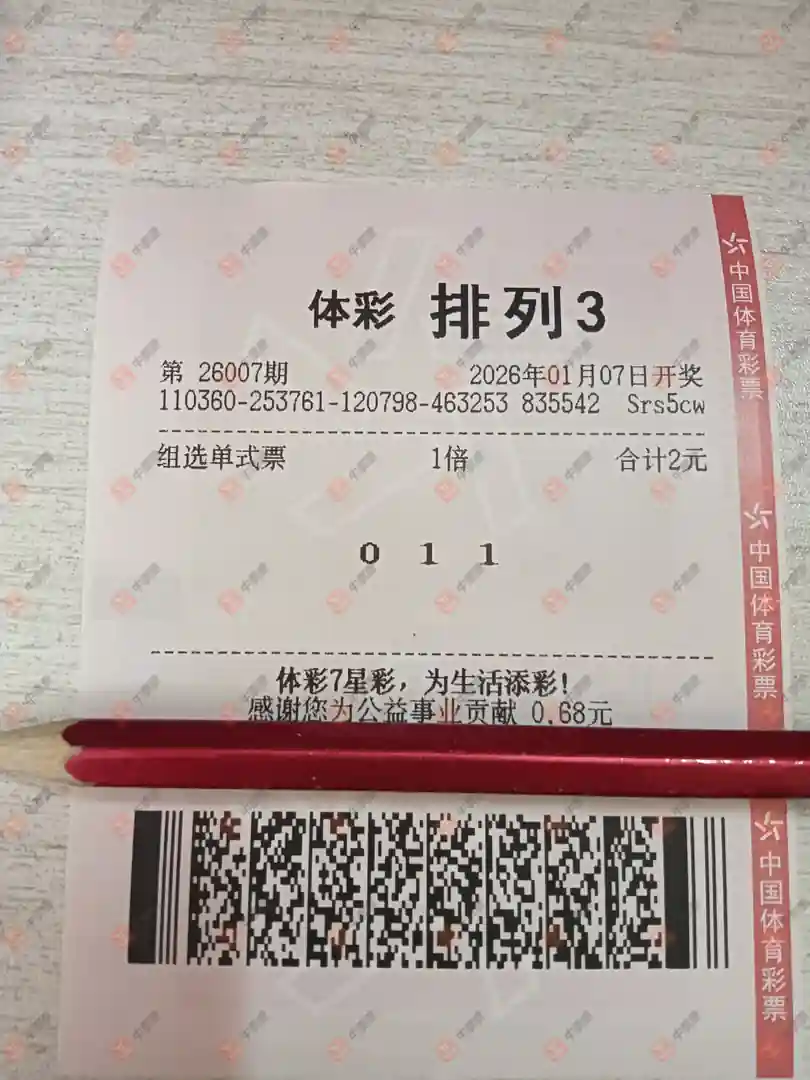 体彩 排列3
第 26007期 2026年01月07日开奖
110360-253761-120798-463253 835542 Srs5cw
组选单式票 1倍 合计2元
0 1 1
体彩7星彩，为生活添彩！
感谢您为公益事业贡献 0.68元
中国体育彩票
中国体育彩票
中国体育彩票